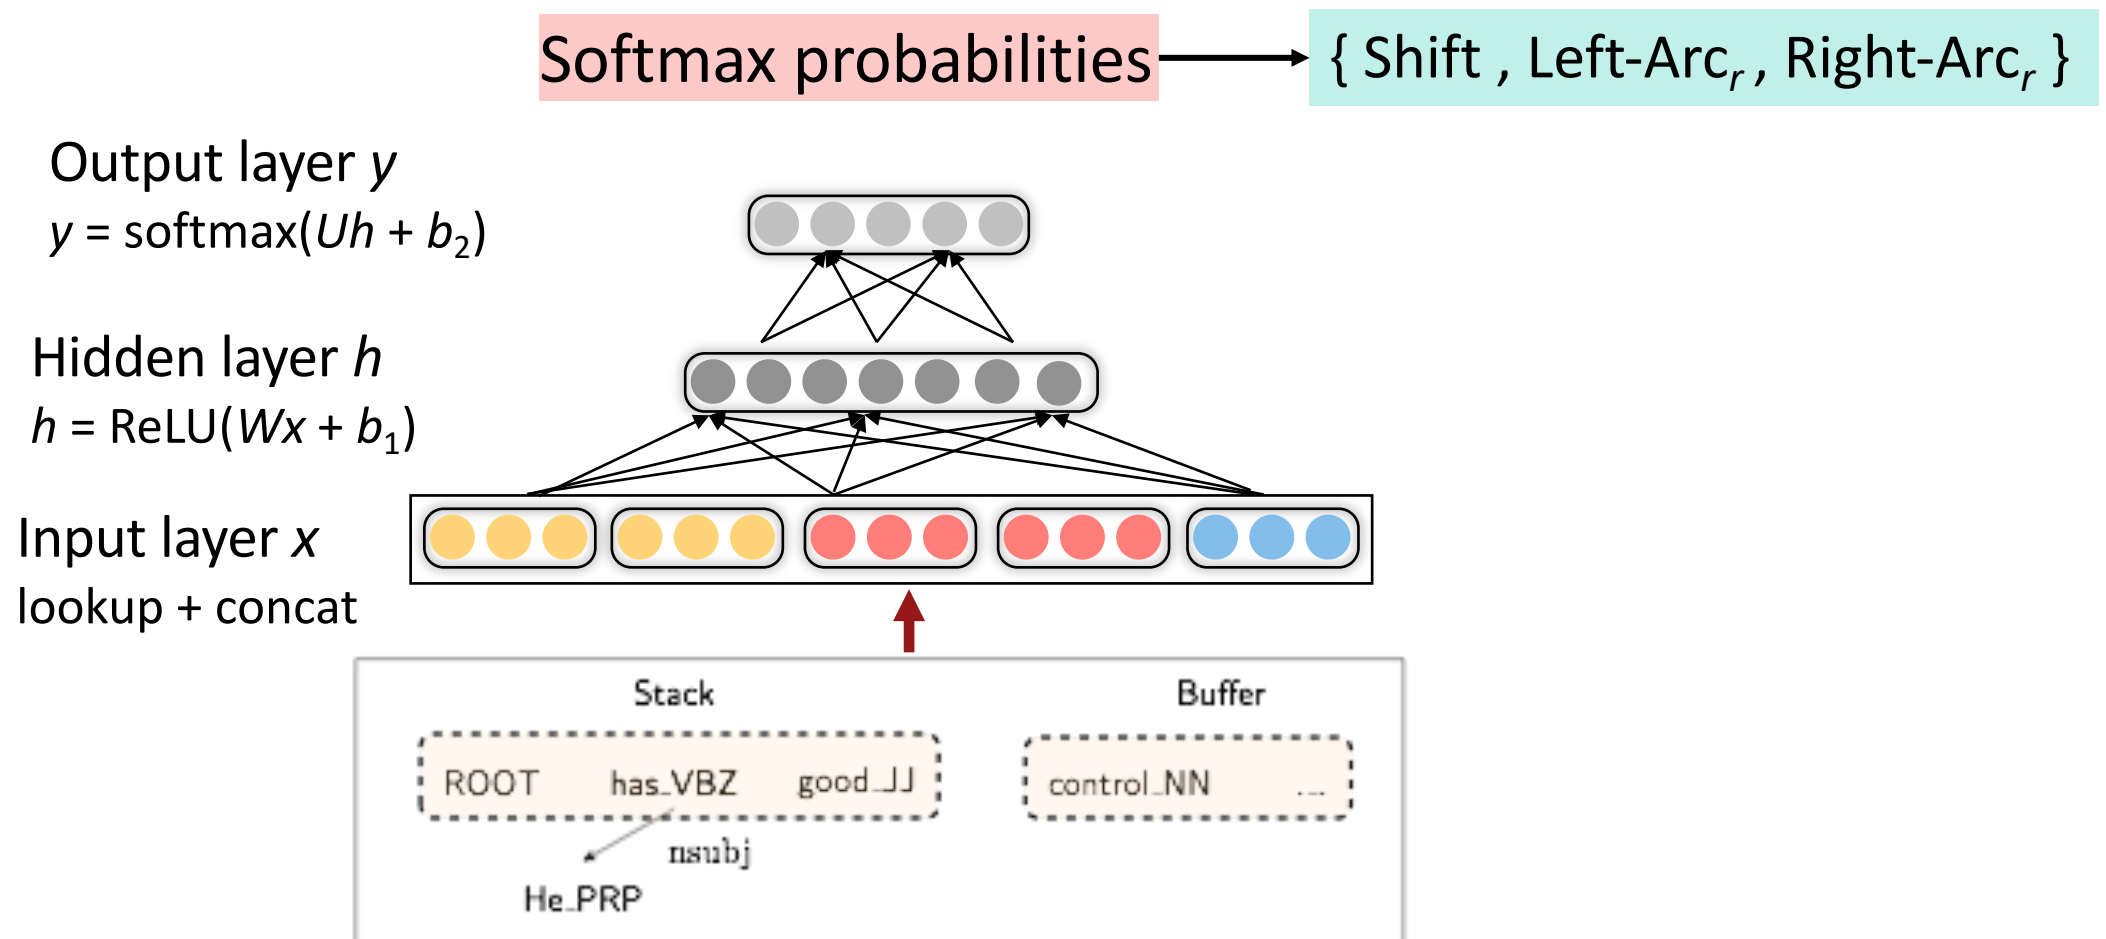 Softmax probabilities { Shift , Left-Arcr , Right-Arcr }
Output layer y
y = softmax(Uh + b2)
Hidden layer h
h = ReLU(Wx + b1)
Input layer x
lookup + concat
Stack Buffer
ROOT has_VBZ good_JJ control_NN ...
nsubj
He_PRP